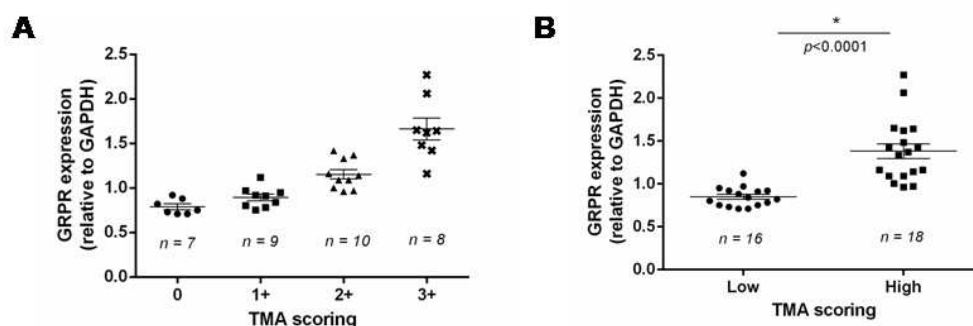 A
GRPR expression
(relative to GAPDH)
2.5
2.0
1.5
1.0
0.5
0.0
n = 7
n = 9
n = 10
n = 8
0
1+
2+
3+
TMA scoring
B
*
p<0.0001
GRPR expression
(relative to GAPDH)
2.5
2.0
1.5
1.0
0.5
0.0
n = 16
n = 18
Low
High
TMA scoring